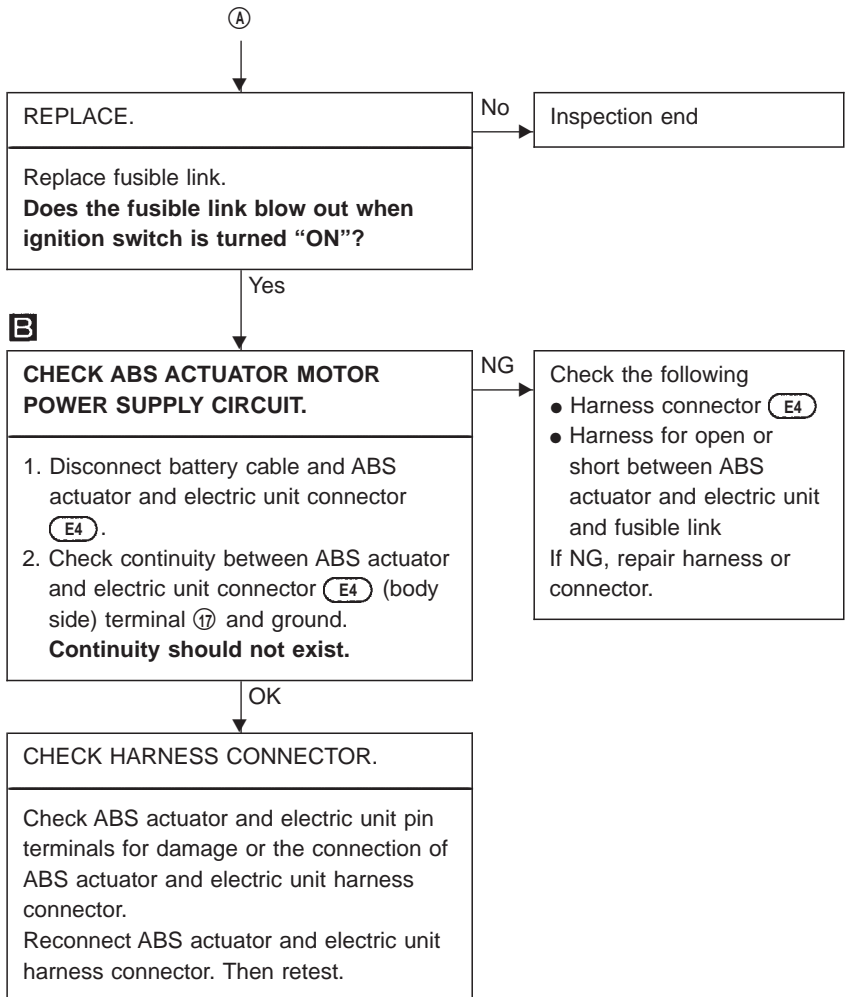 Ⓐ
REPLACE.
Replace fusible link.
Does the fusible link blow out when
ignition switch is turned “ON”?
No
Inspection end
Yes
B
CHECK ABS ACTUATOR MOTOR
POWER SUPPLY CIRCUIT.
1. Disconnect battery cable and ABS
actuator and electric unit connector
E4.
2. Check continuity between ABS actuator
and electric unit connector E4 (body
side) terminal ⑰ and ground.
Continuity should not exist.
NG
Check the following
● Harness connector E4
● Harness for open or
short between ABS
actuator and electric unit
and fusible link
If NG, repair harness or
connector.
OK
CHECK HARNESS CONNECTOR.
Check ABS actuator and electric unit pin
terminals for damage or the connection of
ABS actuator and electric unit harness
connector.
Reconnect ABS actuator and electric unit
harness connector. Then retest.